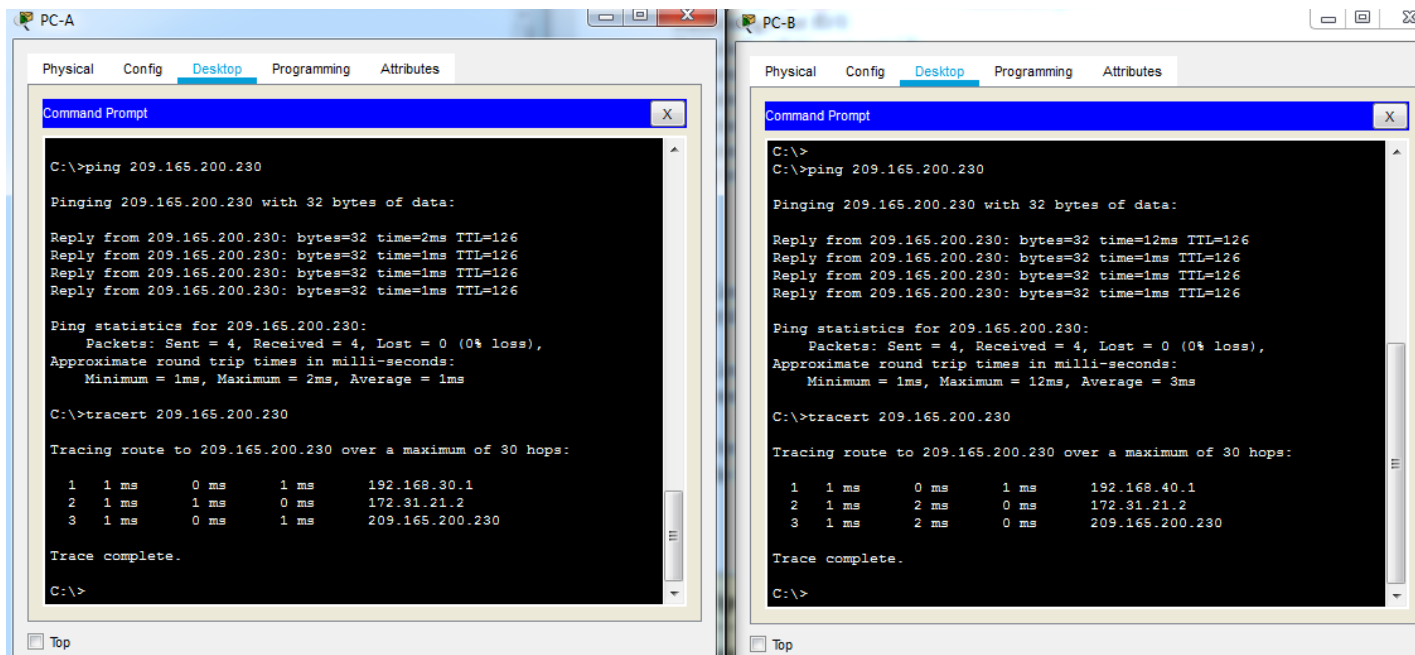 PC-A
Physical Config Desktop Programming Attributes
Command Prompt X
C:\>ping 209.165.200.230
Pinging 209.165.200.230 with 32 bytes of data:
Reply from 209.165.200.230: bytes=32 time=2ms TTL=126
Reply from 209.165.200.230: bytes=32 time=1ms TTL=126
Reply from 209.165.200.230: bytes=32 time=1ms TTL=126
Reply from 209.165.200.230: bytes=32 time=1ms TTL=126
Ping statistics for 209.165.200.230:
Packets: Sent = 4, Received = 4, Lost = 0 (0% loss),
Approximate round trip times in milli-seconds:
Minimum = 1ms, Maximum = 2ms, Average = 1ms
C:\>tracert 209.165.200.230
Tracing route to 209.165.200.230 over a maximum of 30 hops:
1 1 ms 0 ms 1 ms 192.168.30.1
2 1 ms 1 ms 0 ms 172.31.21.2
3 1 ms 0 ms 1 ms 209.165.200.230
Trace complete.
C:\>
Top
PC-B
Physical Config Desktop Programming Attributes
Command Prompt X
C:\>
C:\>ping 209.165.200.230
Pinging 209.165.200.230 with 32 bytes of data:
Reply from 209.165.200.230: bytes=32 time=12ms TTL=126
Reply from 209.165.200.230: bytes=32 time=1ms TTL=126
Reply from 209.165.200.230: bytes=32 time=1ms TTL=126
Reply from 209.165.200.230: bytes=32 time=1ms TTL=126
Ping statistics for 209.165.200.230:
Packets: Sent = 4, Received = 4, Lost = 0 (0% loss),
Approximate round trip times in milli-seconds:
Minimum = 1ms, Maximum = 12ms, Average = 3ms
C:\>tracert 209.165.200.230
Tracing route to 209.165.200.230 over a maximum of 30 hops:
1 1 ms 0 ms 1 ms 192.168.40.1
2 1 ms 2 ms 0 ms 172.31.21.2
3 1 ms 2 ms 0 ms 209.165.200.230
Trace complete.
C:\>
Top